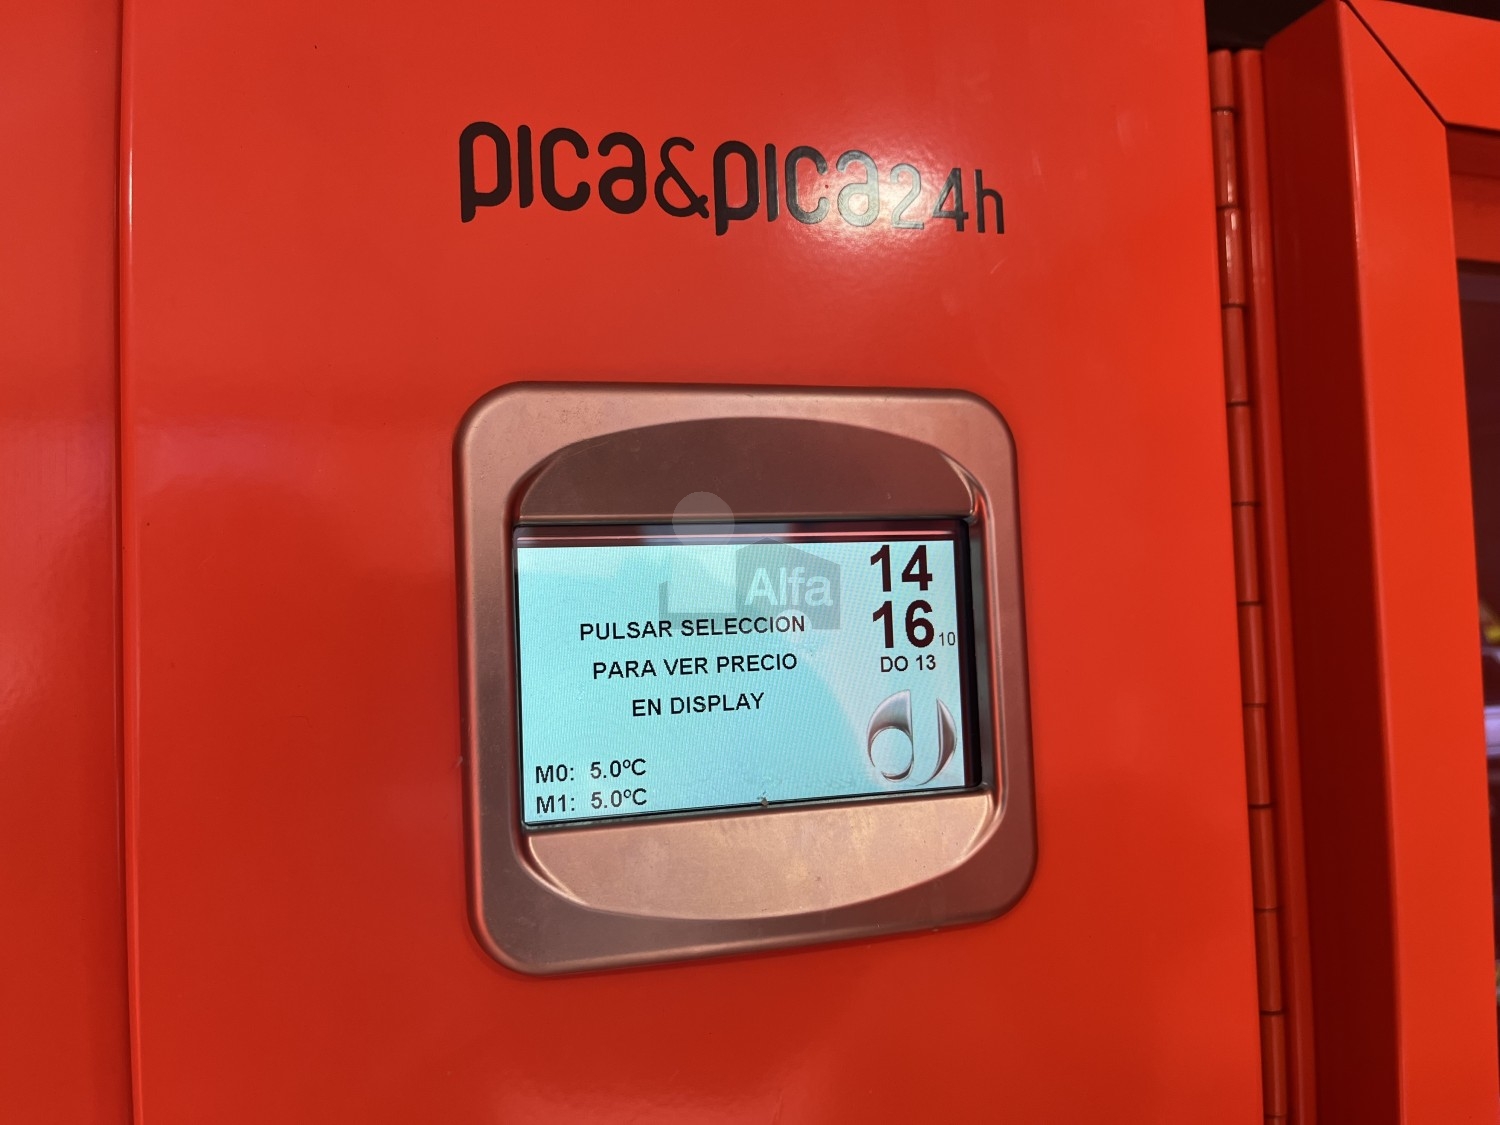 pica&pica24h
Alfa
14
16 10
DO 13
PULSAR SELECCION
PARA VER PRECIO
EN DISPLAY
M0: 5.0ºC
M1: 5.0ºC